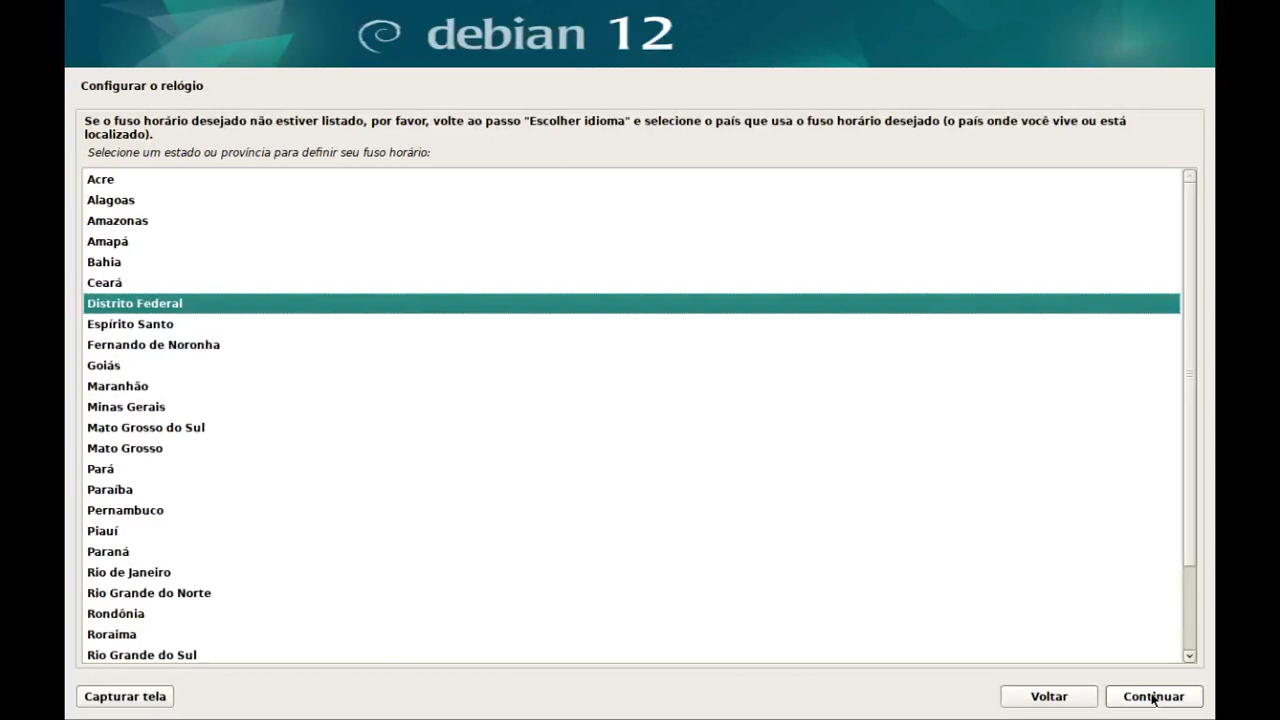 debian 12
Configurar o relógio
Se o fuso horário desejado não estiver listado, por favor, volte ao passo "Escolher idioma" e selecione o país que usa o fuso horário desejado (o país onde você vive ou está
localizado).
Selecione um estado ou província para definir seu fuso horário:
Acre
Alagoas
Amazonas
Amapá
Bahia
Ceará
Distrito Federal
Espírito Santo
Fernando de Noronha
Goiás
Maranhão
Minas Gerais
Mato Grosso do Sul
Mato Grosso
Pará
Paraíba
Pernambuco
Piauí
Paraná
Rio de Janeiro
Rio Grande do Norte
Rondônia
Roraima
Rio Grande do Sul
Capturar tela
Voltar
Continuar